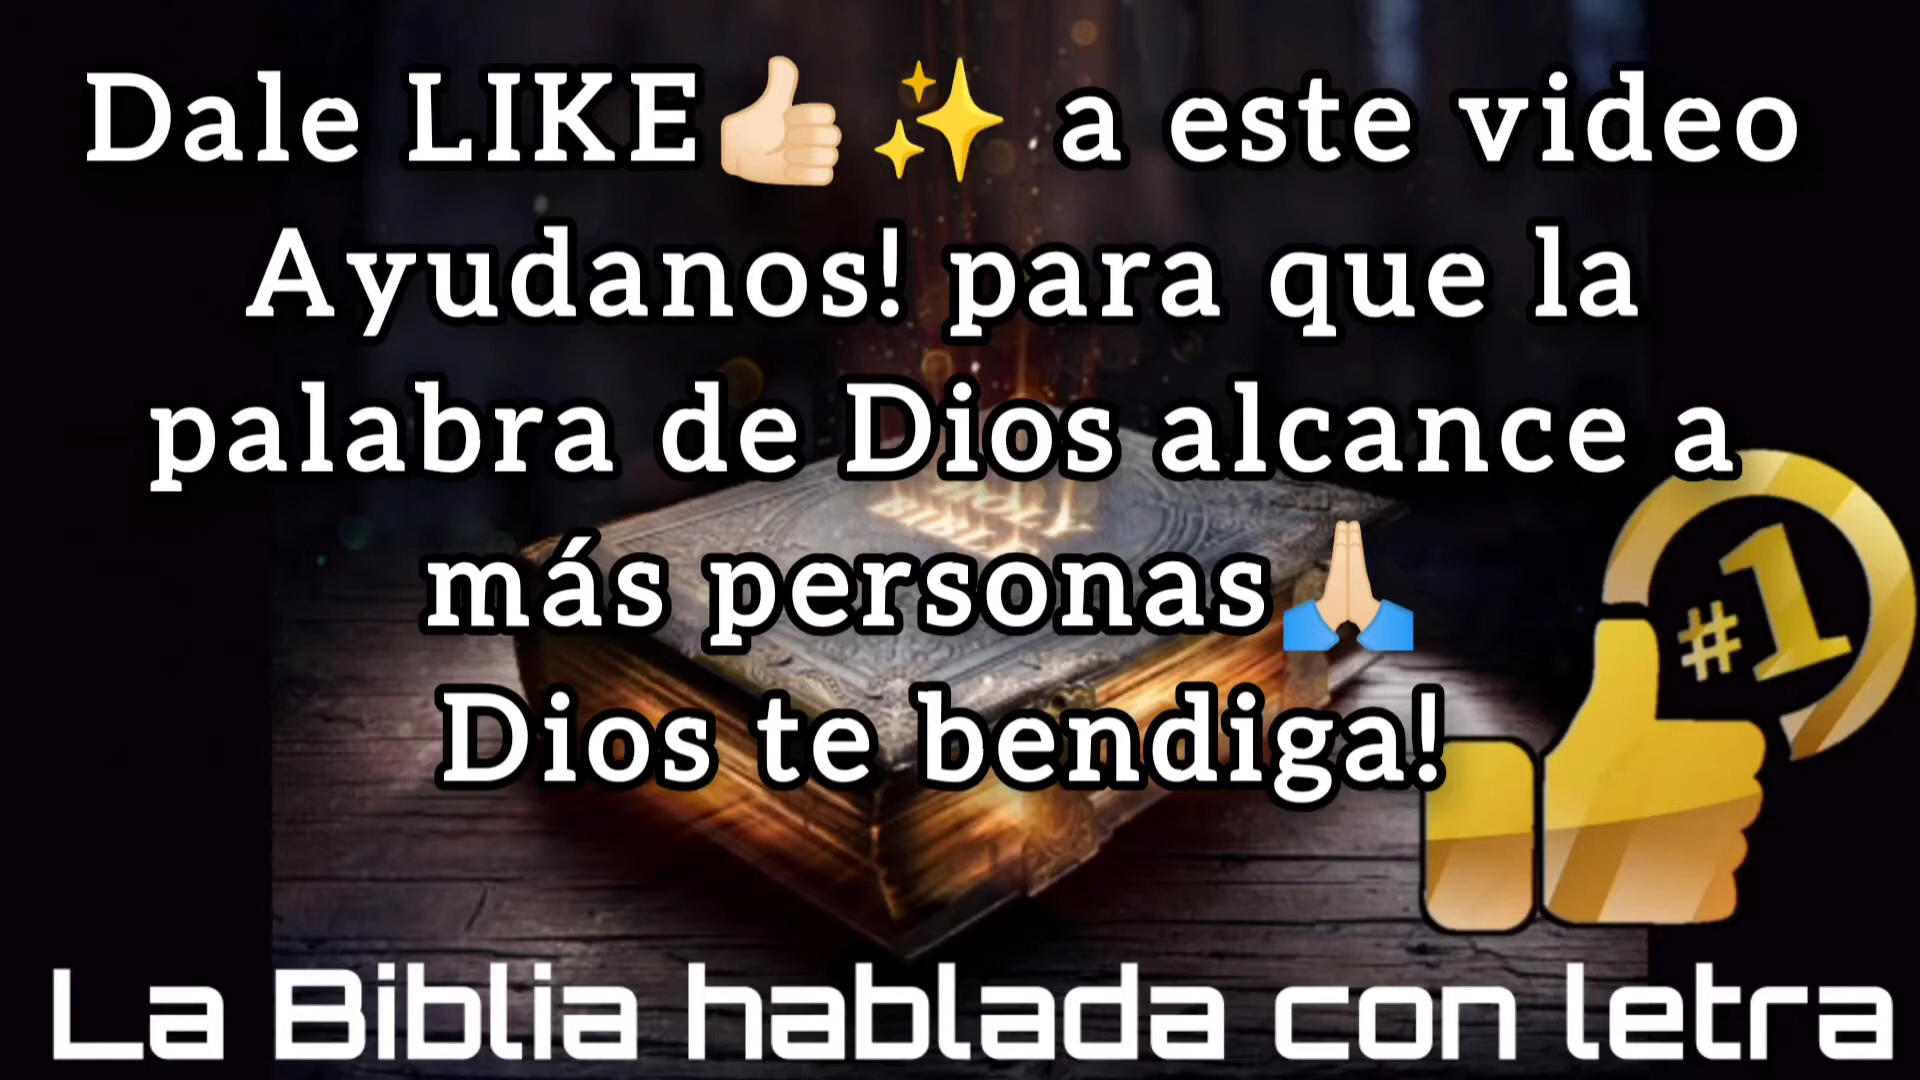 Dale LIKE👍🏻✨ a este video
Ayudanos! para que la
palabra de Dios alcance a
más personas🙏🏻
Dios te bendiga!
#1
La Biblia hablada con letra